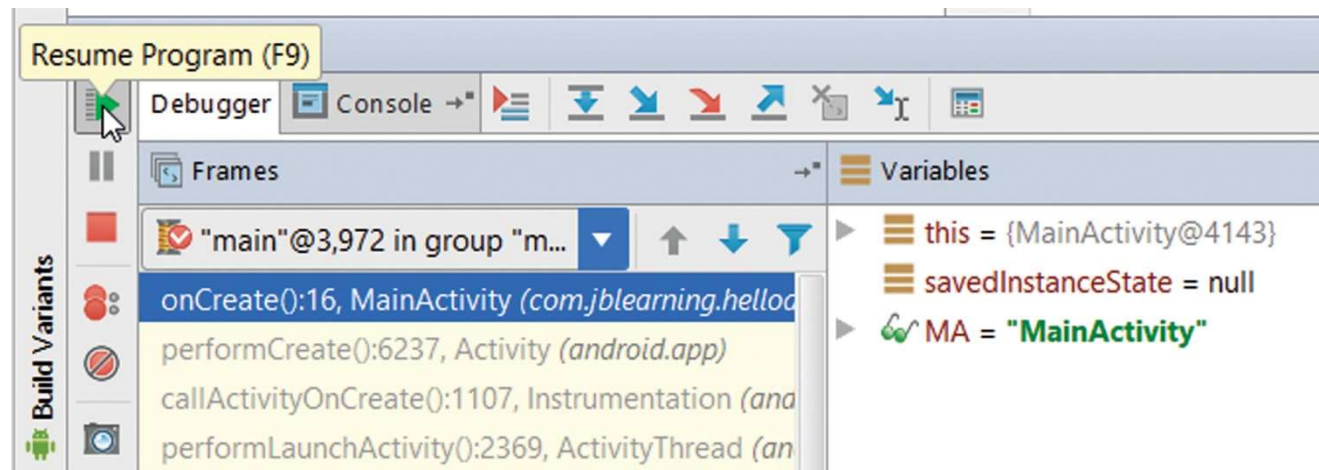 Resume Program (F9)
Debugger Console
Frames
Variables
"main"@3,972 in group "m...
this = {MainActivity@4143}
savedInstanceState = null
MA = "MainActivity"
onCreate():16, MainActivity (com.jblearning.helloa
performCreate():6237, Activity (android.app)
callActivityOnCreate():1107, Instrumentation (and
performLaunchActivity():2369, ActivityThread (an
Build Variants